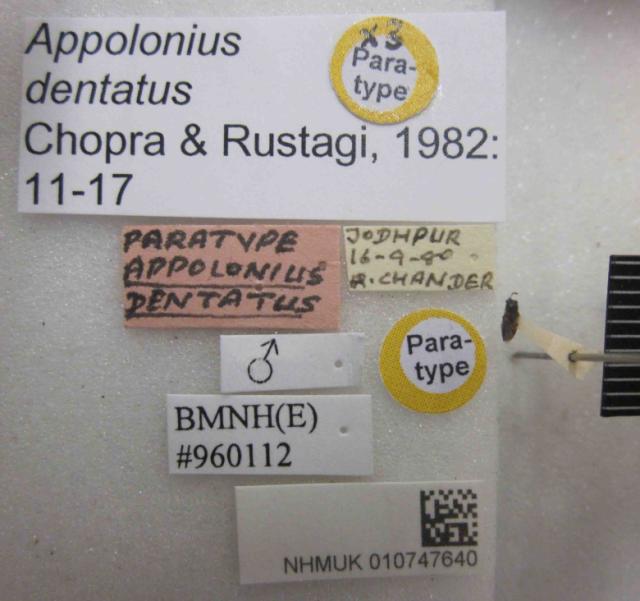 Appolonius
dentatus
Chopra & Rustagi, 1982:
11-17
x3
Para-
type
PARATYPE
APPOLONIUS
DENTATUS
JODHPUR
16-9-80
R. CHANDER
♂
Para-
type
BMNH(E)
#960112
NHMUK 010747640